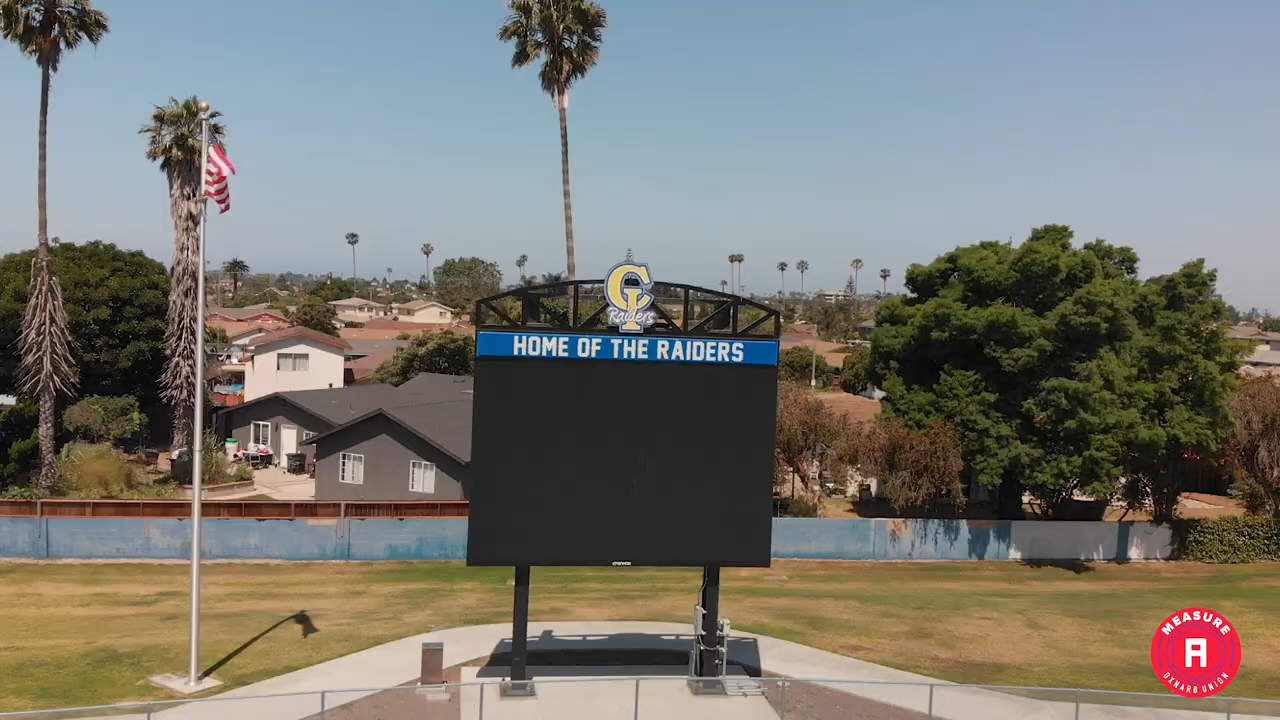 CI
Raiders
HOME OF THE RAIDERS
MEASURE
A
OXNARD UNION